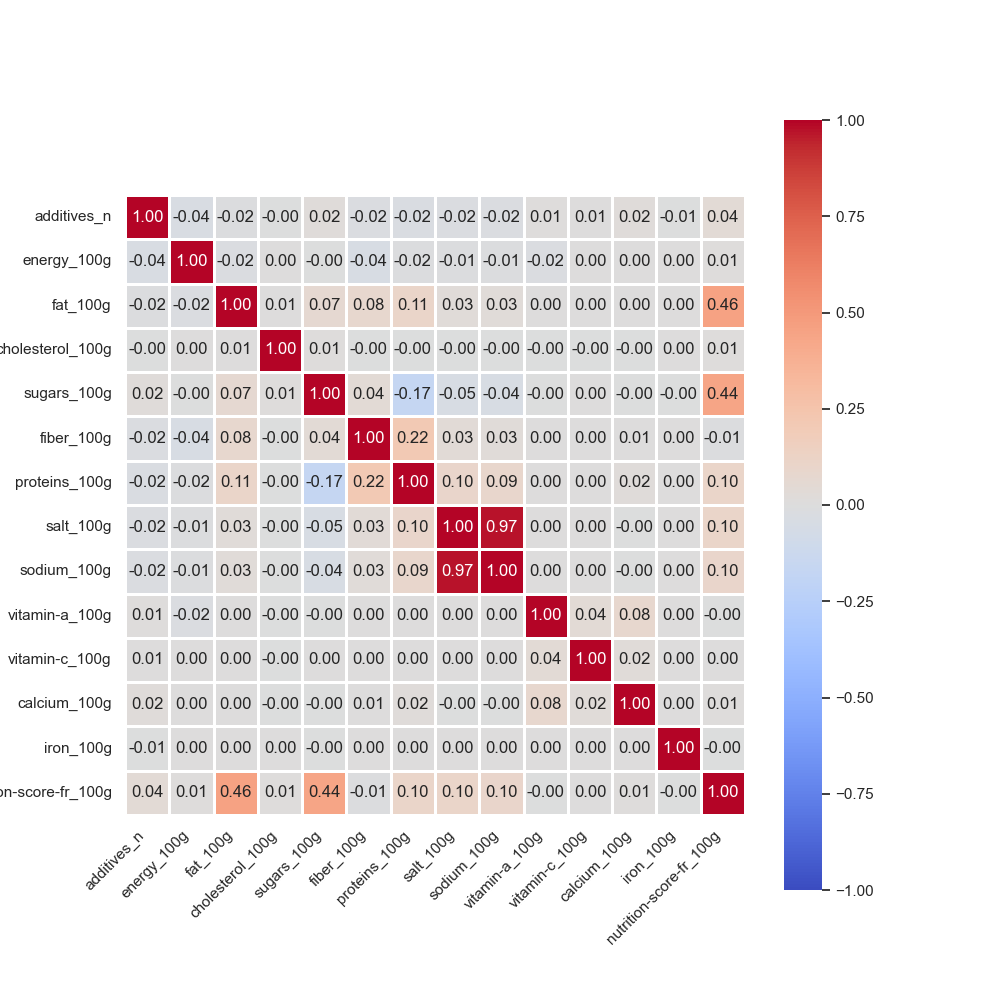 1.00
additives_n 1.00 -0.04 -0.02 -0.00 0.02 -0.02 -0.02 -0.02 -0.02 0.01 0.01 0.02 -0.01 0.04
0.75
energy_100g -0.04 1.00 -0.02 0.00 -0.00 -0.04 -0.02 -0.01 -0.01 -0.02 0.00 0.00 0.00 0.01
fat_100g -0.02 -0.02 1.00 0.01 0.07 0.08 0.11 0.03 0.03 0.00 0.00 0.00 0.00 0.46
0.50
cholesterol_100g -0.00 0.00 0.01 1.00 0.01 -0.00 -0.00 -0.00 -0.00 -0.00 -0.00 -0.00 0.00 0.01
sugars_100g 0.02 -0.00 0.07 0.01 1.00 0.04 -0.17 -0.05 -0.04 -0.00 0.00 -0.00 -0.00 0.44
0.25
fiber_100g -0.02 -0.04 0.08 -0.00 0.04 1.00 0.22 0.03 0.03 0.00 0.00 0.01 0.00 -0.01
proteins_100g -0.02 -0.02 0.11 -0.00 -0.17 0.22 1.00 0.10 0.09 0.00 0.00 0.02 0.00 0.10
0.00
salt_100g -0.02 -0.01 0.03 -0.00 -0.05 0.03 0.10 1.00 0.97 0.00 0.00 -0.00 0.00 0.10
sodium_100g -0.02 -0.01 0.03 -0.00 -0.04 0.03 0.09 0.97 1.00 0.00 0.00 -0.00 0.00 0.10
−0.25
vitamin-a_100g 0.01 -0.02 0.00 -0.00 -0.00 0.00 0.00 0.00 0.00 1.00 0.04 0.08 0.00 -0.00
vitamin-c_100g 0.01 0.00 0.00 -0.00 0.00 0.00 0.00 0.00 0.00 0.04 1.00 0.02 0.00 0.00
−0.50
calcium_100g 0.02 0.00 0.00 -0.00 -0.00 0.01 0.02 -0.00 -0.00 0.08 0.02 1.00 0.00 0.01
iron_100g -0.01 0.00 0.00 0.00 -0.00 0.00 0.00 0.00 0.00 0.00 0.00 0.00 1.00 -0.00
on-score-fr_100g 0.04 0.01 0.46 0.01 0.44 -0.01 0.10 0.10 0.10 -0.00 0.00 0.01 -0.00 1.00
−0.75
−1.00
additives_n
energy_100g
fat_100g
cholesterol_100g
sugars_100g
fiber_100g
proteins_100g
salt_100g
sodium_100g
vitamin-a_100g
vitamin-c_100g
calcium_100g
iron_100g
nutrition-score-fr_100g